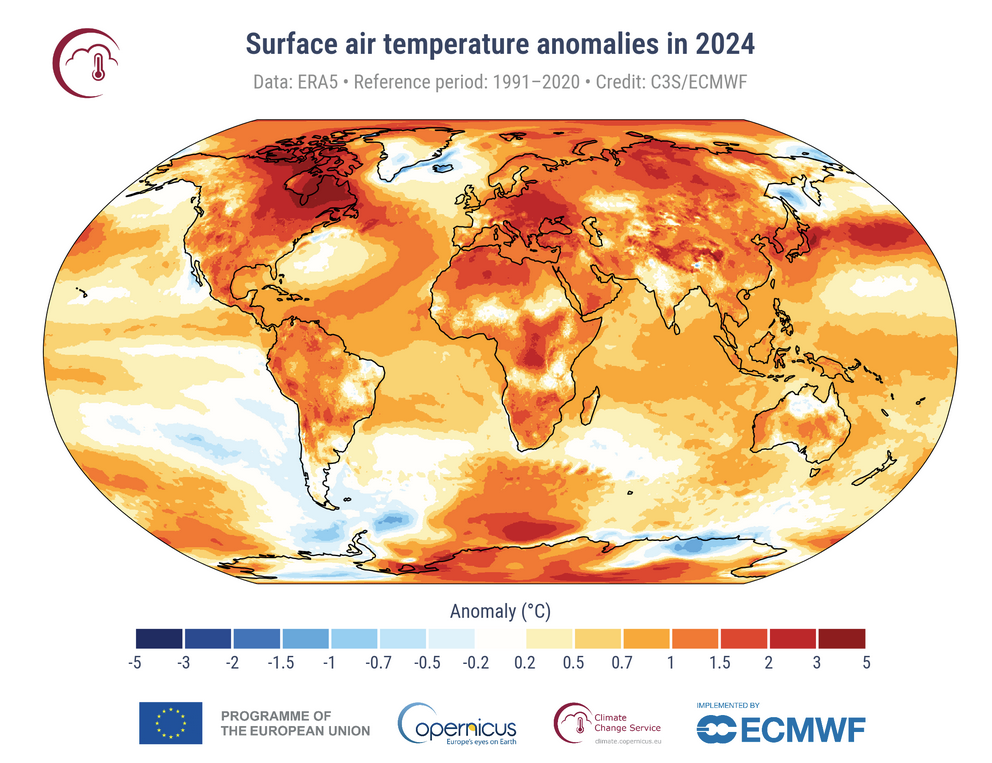 Surface air temperature anomalies in 2024
Data: ERA5 • Reference period: 1991–2020 • Credit: C3S/ECMWF
Anomaly (°C)
-5 -3 -2 -1.5 -1 -0.7 -0.5 -0.2 0.2 0.5 0.7 1 1.5 2 3 5
PROGRAMME OF
THE EUROPEAN UNION
opernicus
Europe's eyes on Earth
Climate
Change Service
climate.copernicus.eu
IMPLEMENTED BY
ECMWF